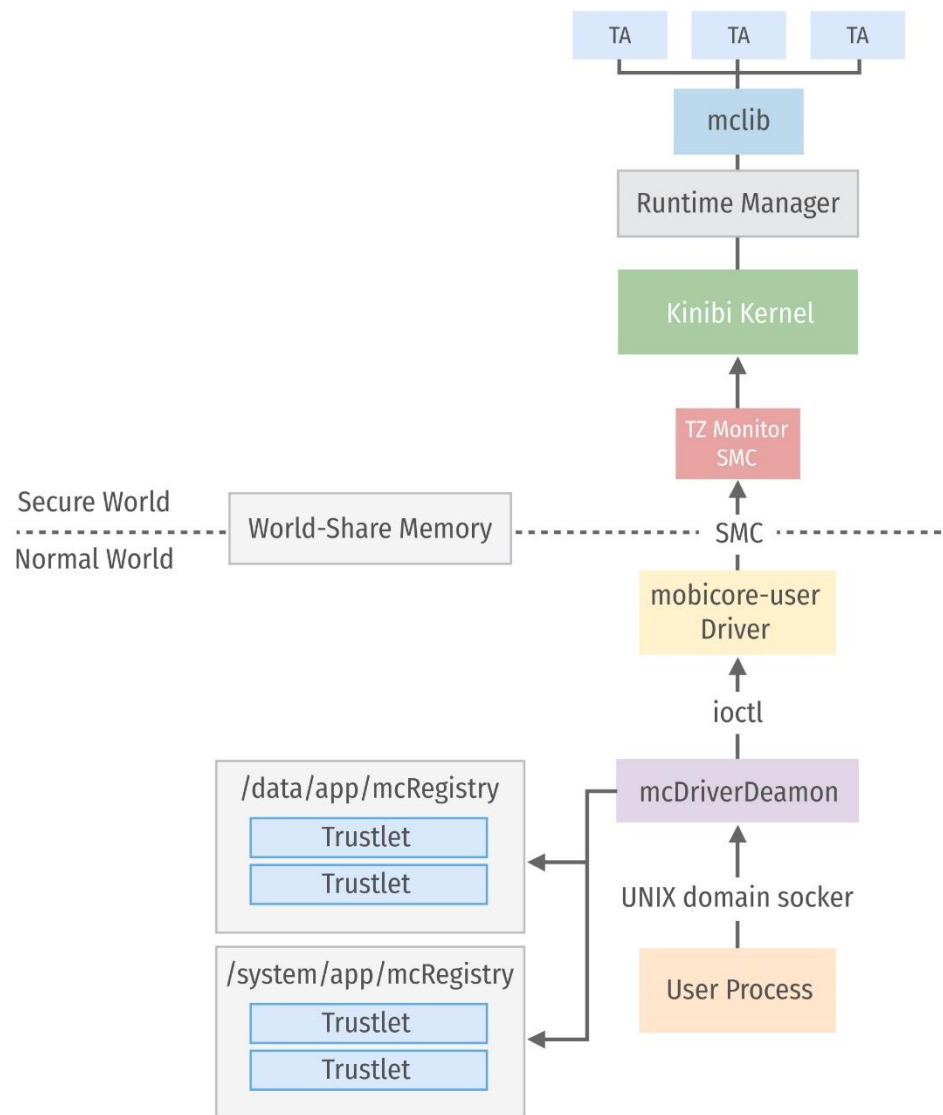 TA
TA
TA
mclib
Runtime Manager
Kinibi Kernel
TZ Monitor
SMC
Secure World
World-Share Memory
SMC
Normal World
mobicore-user
Driver
ioctl
/data/app/mcRegistry
Trustlet
Trustlet
mcDriverDeamon
UNIX domain socker
/system/app/mcRegistry
Trustlet
Trustlet
User Process